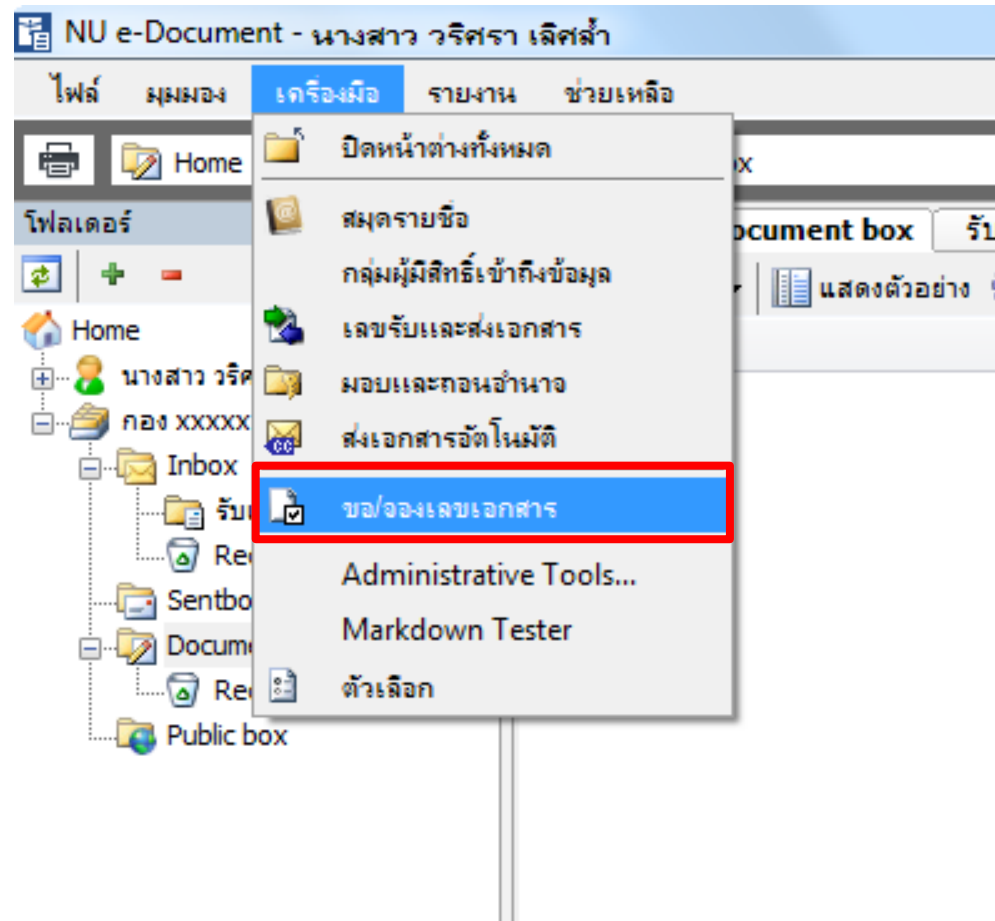 NU e-Document - นางสาว วริศรา เลิศล้ำ
ไฟล์ มุมมอง เครื่องมือ รายงาน ช่วยเหลือ
Home
โฟลเดอร์
Home
นางสาว วริศ
กอง xxxxx
Inbox
รับเ
Rec
Sentbo
Docume
Rec
Public box
ปิดหน้าต่างทั้งหมด
สมุดรายชื่อ
กลุ่มผู้มีสิทธิ์เข้าถึงข้อมูล
เลขรับและส่งเอกสาร
มอบและถอนอำนาจ
ส่งเอกสารอัตโนมัติ
ขอ/จองเลขเอกสาร
Administrative Tools...
Markdown Tester
ตัวเลือก
ox
ocument box รับ
แสดงตัวอย่าง